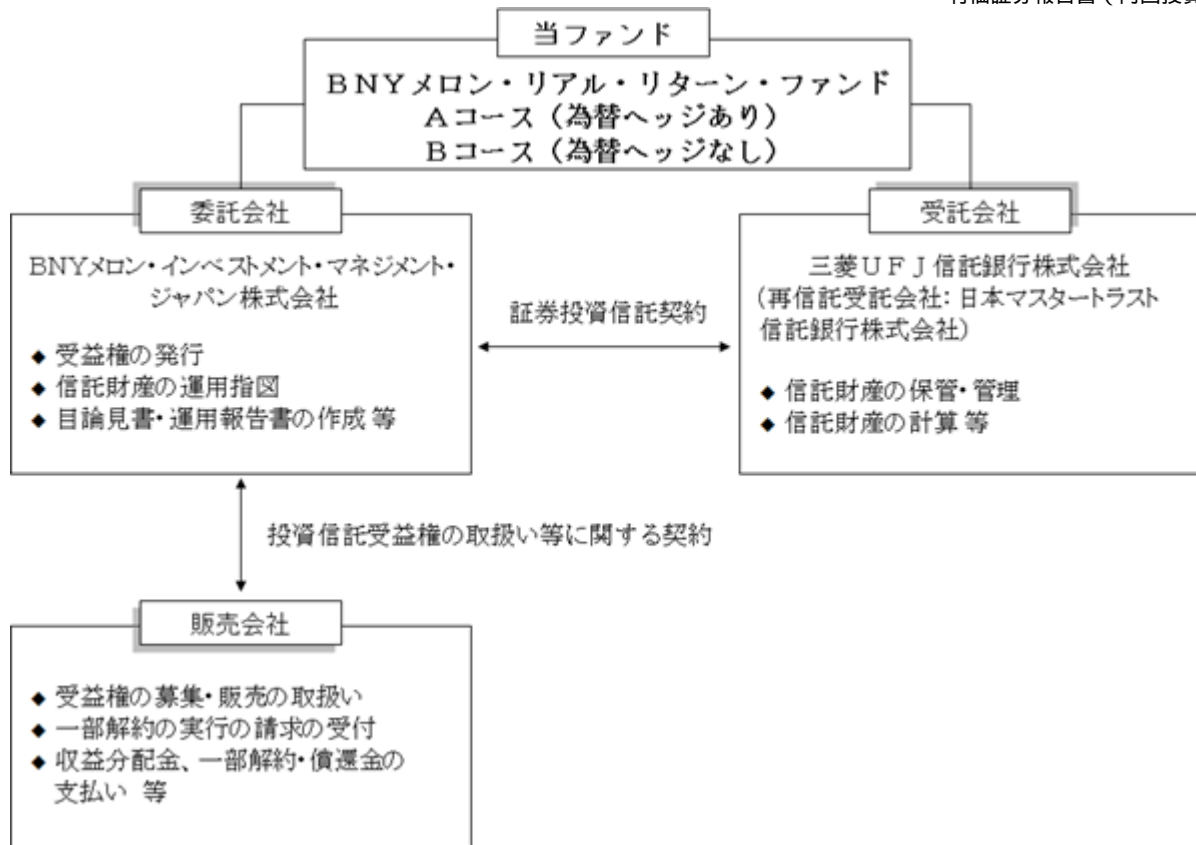 有価証券報告書（内国投資
当ファンド
ＢＮＹメロン・リアル・リターン・ファンド
Ａコース（為替ヘッジあり）
Ｂコース（為替ヘッジなし）
委託会社
BNYメロン・インベストメント・マネジメント・
ジャパン株式会社
◆ 受益権の発行
◆ 信託財産の運用指図
◆ 目論見書・運用報告書の作成 等
証券投資信託契約
受託会社
三菱ＵＦＪ信託銀行株式会社
(再信託受託会社：日本マスタートラスト
信託銀行株式会社)
◆ 信託財産の保管・管理
◆ 信託財産の計算 等
投資信託受益権の取扱い等に関する契約
販売会社
◆ 受益権の募集・販売の取扱い
◆ 一部解約の実行の請求の受付
◆ 収益分配金、一部解約・償還金の
支払い 等